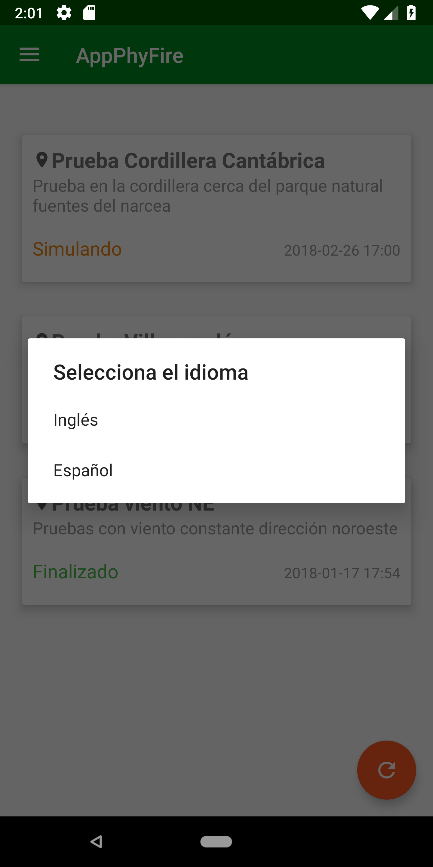 2:01
AppPhyFire
Prueba Cordillera Cantábrica
Prueba en la cordillera cerca del parque natural
fuentes del narcea
Simulando 2018-02-26 17:00
Selecciona el idioma
Inglés
Español
Prueba viento NE
Pruebas con viento constante dirección noroeste
Finalizado 2018-01-17 17:54